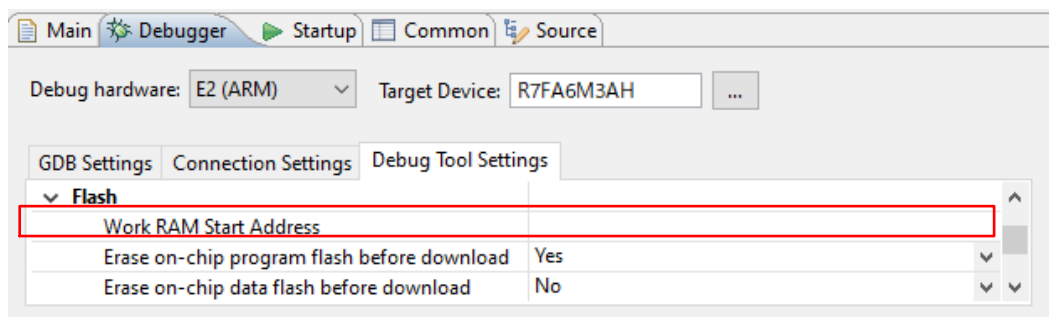 Main Debugger Startup Common Source
Debug hardware: E2 (ARM) Target Device: R7FA6M3AH ...
GDB Settings Connection Settings Debug Tool Settings
Flash
Work RAM Start Address
Erase on-chip program flash before download Yes
Erase on-chip data flash before download No